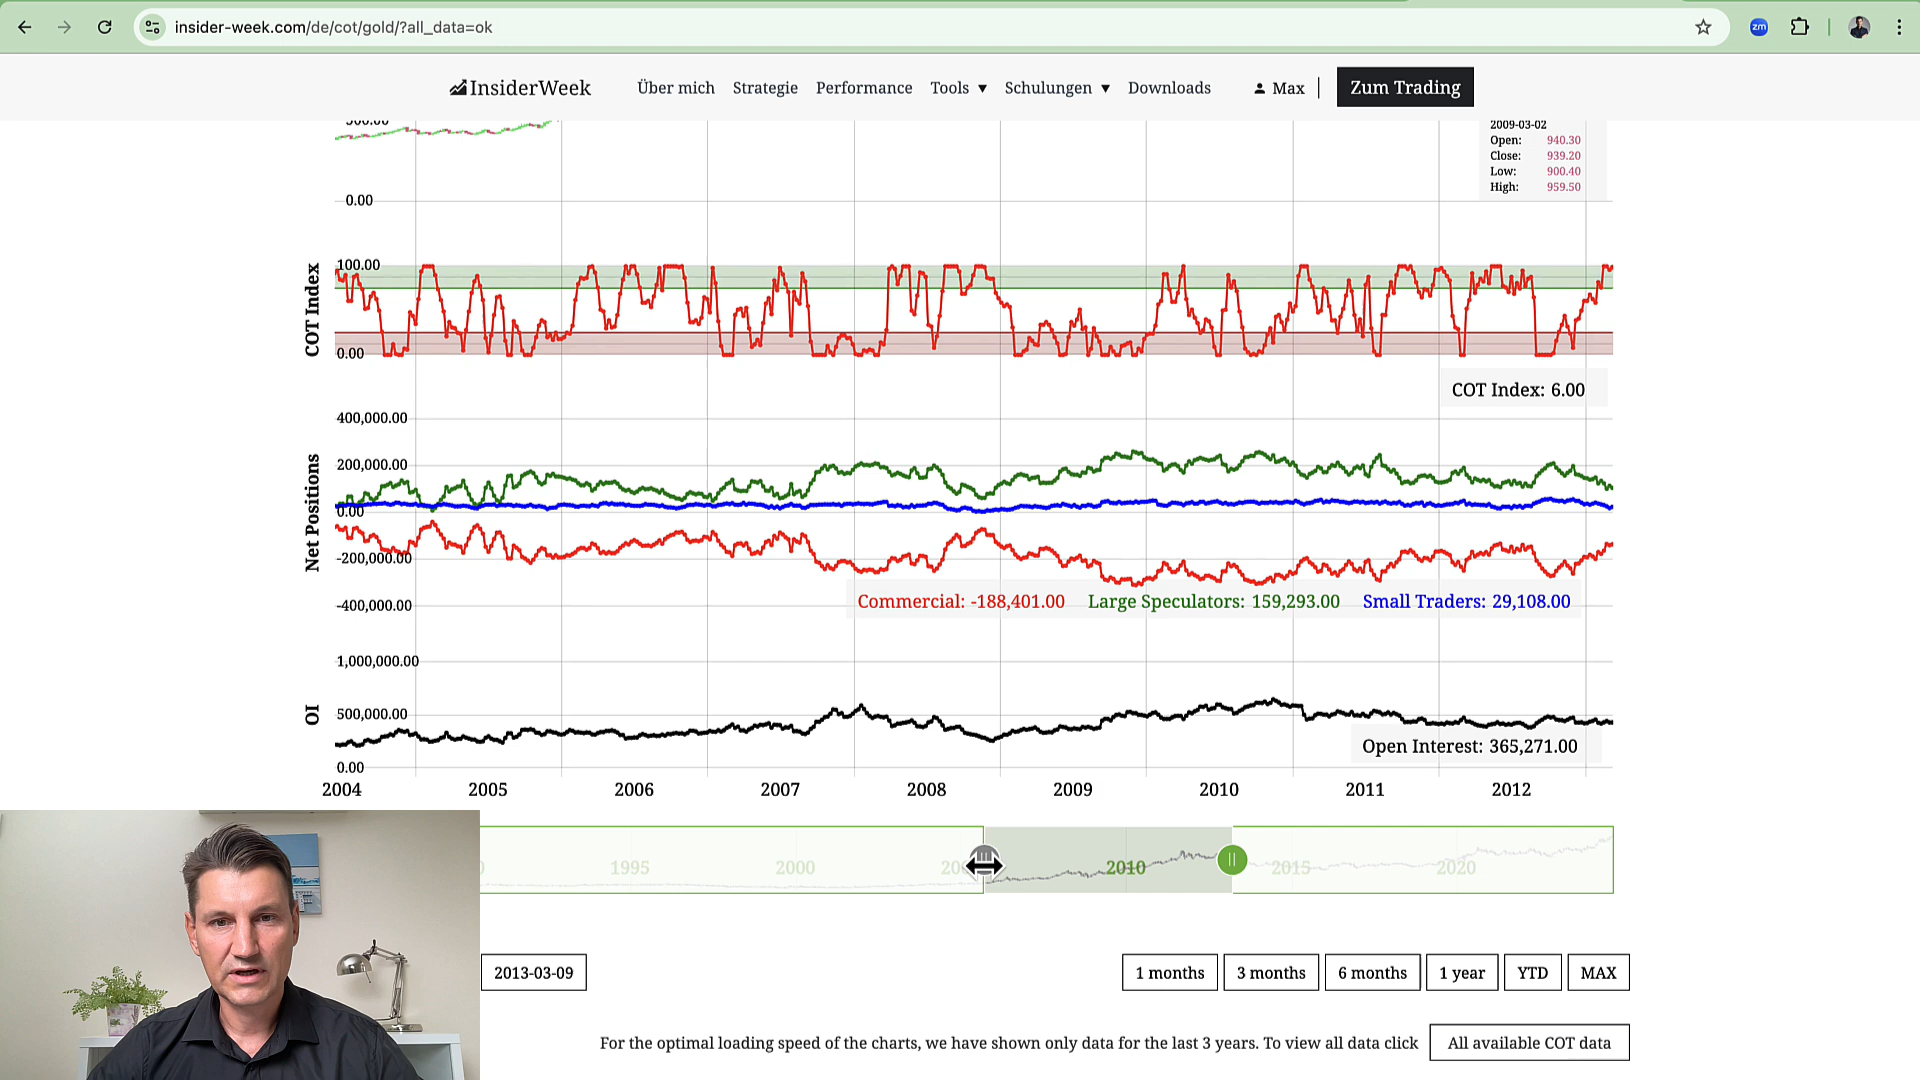 insider-week.com/de/cot/gold/?all_data=ok
zm
InsiderWeek
Über mich Strategie Performance Tools ▼ Schulungen ▼ Downloads Max Zum Trading
500.00
0.00
2009-03-02
Open: 940.30
Close: 939.20
Low: 900.40
High: 959.50
COT Index
100.00
0.00
COT Index: 6.00
Net Positions
400,000.00
200,000.00
0.00
-200,000.00
-400,000.00
Commercial: -188,401.00 Large Speculators: 159,293.00 Small Traders: 29,108.00
OI
1,000,000.00
500,000.00
0.00
Open Interest: 365,271.00
2004 2005 2006 2007 2008 2009 2010 2011 2012
1995 2000 2010 2015 2020
2013-03-09
1 months 3 months 6 months 1 year YTD MAX
For the optimal loading speed of the charts, we have shown only data for the last 3 years. To view all data click All available COT data